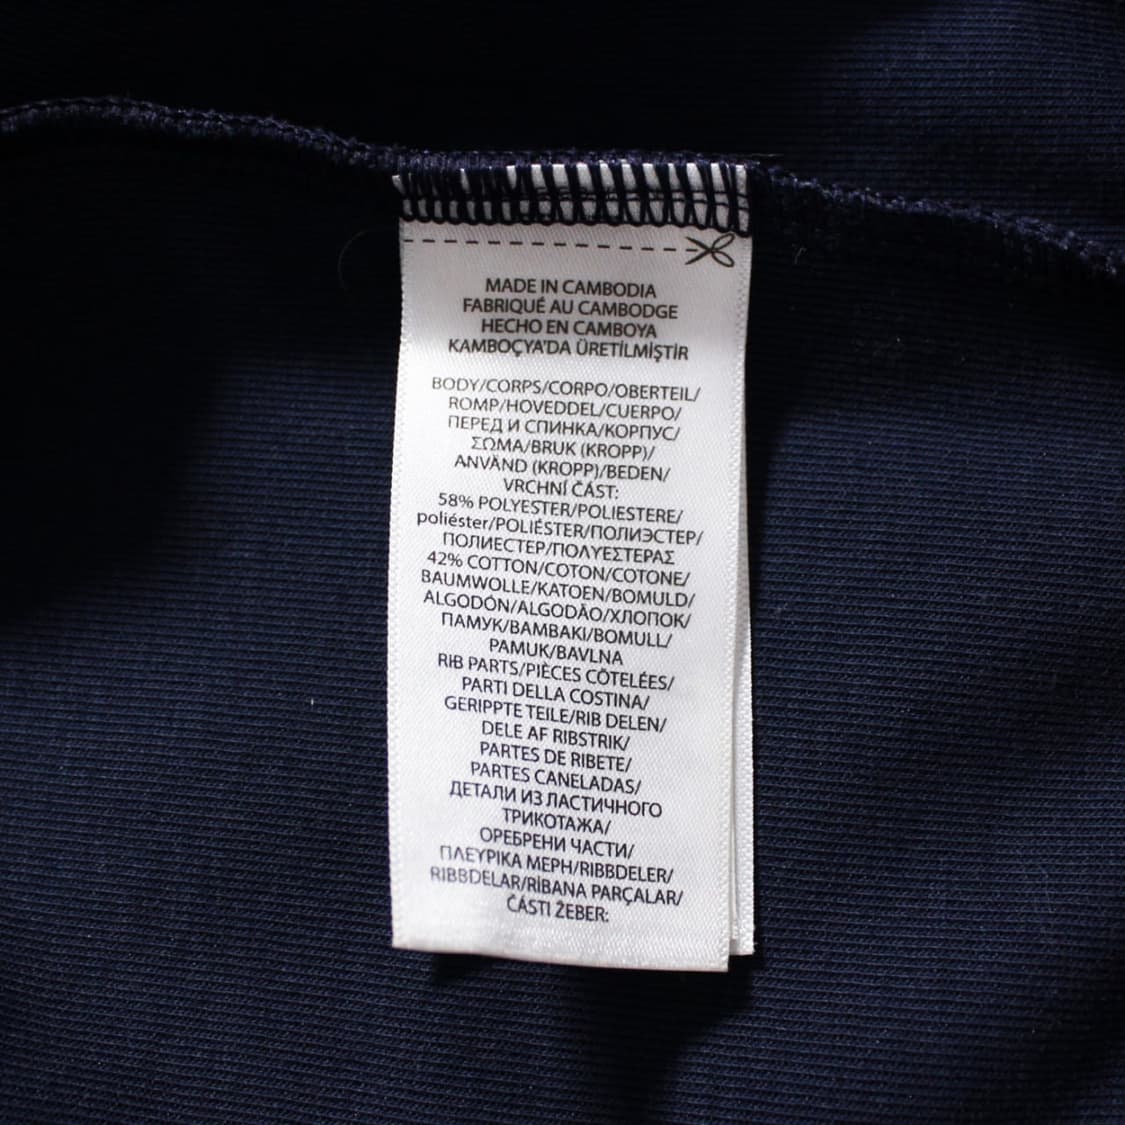 MADE IN CAMBODIA
FABRIQUÉ AU CAMBODGE
HECHO EN CAMBOYA
KAMBOÇYA'DA ÜRETİLMİŞTİR
BODY/CORPS/CORPO/OBERTEIL/
ROMP/HOVEDDEL/CUERPO/
ПЕРЕД И СПИНКА/КОРПУС/
ΣΩΜΑ/BRUK (KROPP)/
ANVÄND (KROPP)/BEDEN/
VRCHNÍ ČÁST:
58% POLYESTER/POLIESTERE/
poliéster/POLIÉSTER/ПОЛИЭСТЕР/
ПОЛИЕСТЕР/ΠΟΛΥΕΣΤΕΡΑΣ
42% COTTON/COTON/COTONE/
BAUMWOLLE/KATOEN/BOMULD/
ALGODÓN/ALGODÃO/ХЛОПОК/
ПАМУК/BAMBAKI/BOMULL/
PAMUK/BAVLNA
RIB PARTS/PIÈCES CÔTELÉES/
PARTI DELLA COSTINA/
GERIPPTE TEILE/RIB DELEN/
DELE AF RIBSTRIK/
PARTES DE RIBETE/
PARTES CANELADAS/
ДЕТАЛИ ИЗ ЛАСТИЧНОГО
ТРИКОТАЖА/
ОРЕБРЕНИ ЧАСТИ/
ΠΛΕΥΡΙΚΑ ΜΕΡΗ/RIBBDELER/
RIBBDELAR/RİBANA PARÇALAR/
ČÁSTI ŽEBER: